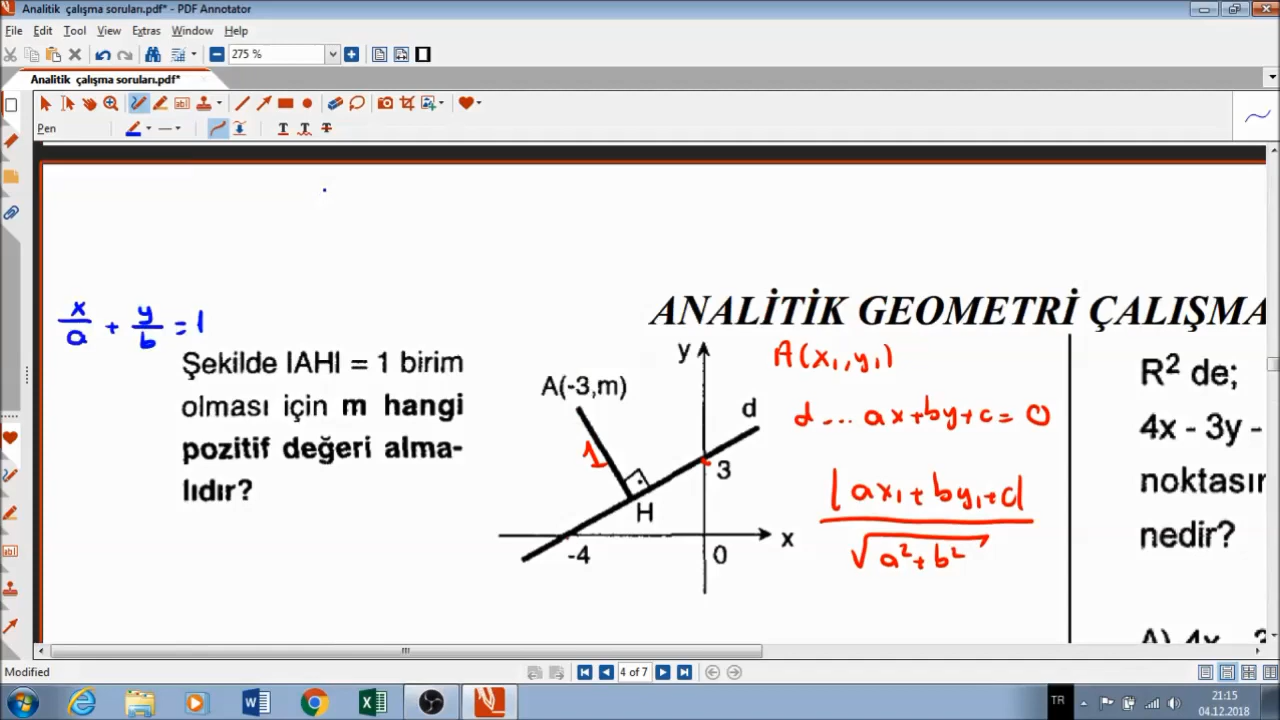 Analitik çalışma soruları.pdf* - PDF Annotator
File Edit Tool View Extras Window Help
275 %
Analitik çalışma soruları.pdf*
Pen
ANALİTİK GEOMETRİ ÇALIŞMA
x/a + y/b = 1
Şekilde IAHI = 1 birim
olması için m hangi
pozitif değeri alma-
lıdır?
A(-3,m)
y
d
1
3
H
-4
0
x
A(x₁,y₁)
d ... ax+by+c=0
|ax₁+by₁+c|
√a²+b²
R² de;
4x - 3y -
noktasır
nedir?
A) 4x - 3
4 of 7
Modified
TR
21:15
04.12.2018